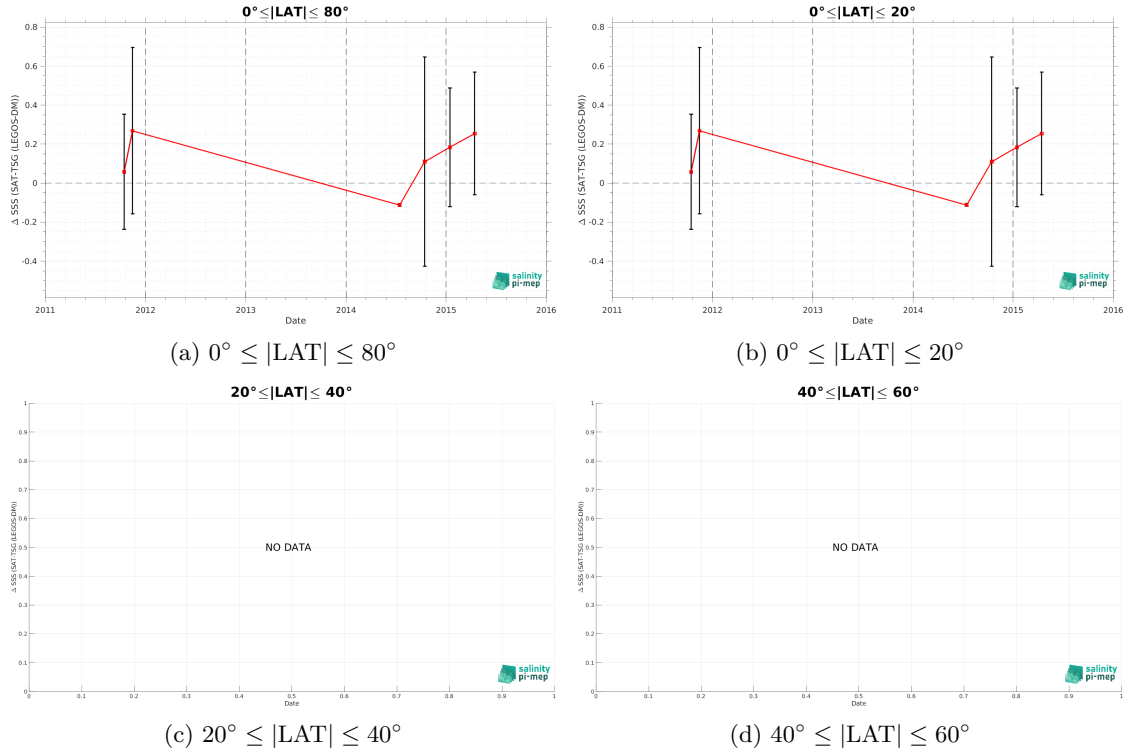 0°≤|LAT|≤ 80°
0.8
0.6
0.4
0.2
0
-0.2
-0.4
Δ SSS (SAT-TSG (LEGOS-DM))
2011
2012
2013
2014
2015
2016
Date
salinity
pi-mep
(a) 0° ≤ |LAT| ≤ 80°
0°≤|LAT|≤ 20°
0.8
0.6
0.4
0.2
0
-0.2
-0.4
Δ SSS (SAT-TSG (LEGOS-DM))
2011
2012
2013
2014
2015
2016
Date
salinity
pi-mep
(b) 0° ≤ |LAT| ≤ 20°
20°≤|LAT|≤ 40°
1
0.9
0.8
0.7
0.6
0.5
0.4
0.3
0.2
0.1
0
Δ SSS (SAT-TSG (LEGOS-DM))
NO DATA
0
0.1
0.2
0.3
0.4
0.5
0.6
0.7
0.8
0.9
1
Date
salinity
pi-mep
(c) 20° ≤ |LAT| ≤ 40°
40°≤|LAT|≤ 60°
1
0.9
0.8
0.7
0.6
0.5
0.4
0.3
0.2
0.1
0
Δ SSS (SAT-TSG (LEGOS-DM))
NO DATA
0
0.1
0.2
0.3
0.4
0.5
0.6
0.7
0.8
0.9
1
Date
salinity
pi-mep
(d) 40° ≤ |LAT| ≤ 60°